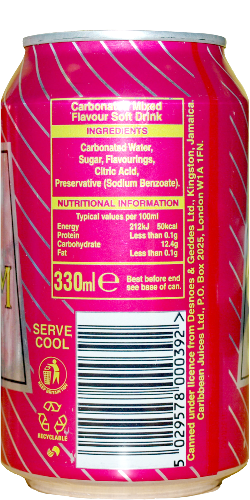 Carbonated Mixed
Flavour Soft Drink
INGREDIENTS
Carbonated Water,
Sugar, Flavourings,
Citric Acid,
Preservative (Sodium Benzoate).
NUTRITIONAL INFORMATION
Typical values per 100ml
Energy 212kJ 50kcal
Protein Less than 0.1g
Carbohydrate 12.4g
Fat Less than 0.1g
330ml e Best before end
see base of can.
SERVE
COOL
KEEP BRITAIN TIDY
RECYCLABLE
5 029578 000392 >
Canned under licence from Desnoes & Geddes Ltd., Kingston, Jamaica.
Caribbean Juices Ltd., P.O. Box 2025, London W1A 1FN.